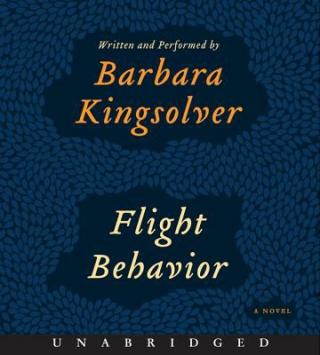 Written and Performed by
Barbara
Kingsolver
Flight
Behavior
A NOVEL
UNABRIDGED